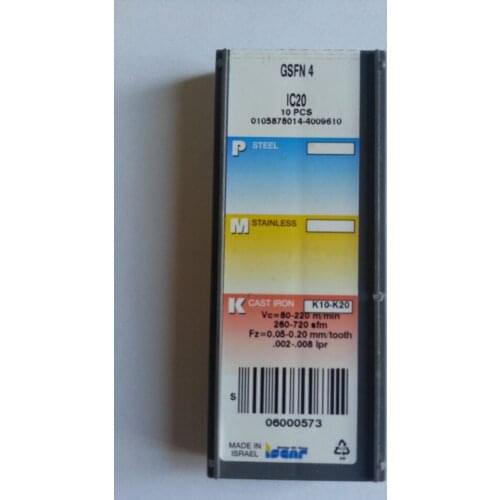 GSFN 4
IC20
10 PCS
0105878014-4009610
P STEEL
M STAINLESS
K CAST IRON K10-K20
Vc=80-220 m/min
260-720 sfm
Fz=0.05-0.20 mm/tooth
.002-.008 ipr
S
06000573
MADE IN
ISRAEL
iscar